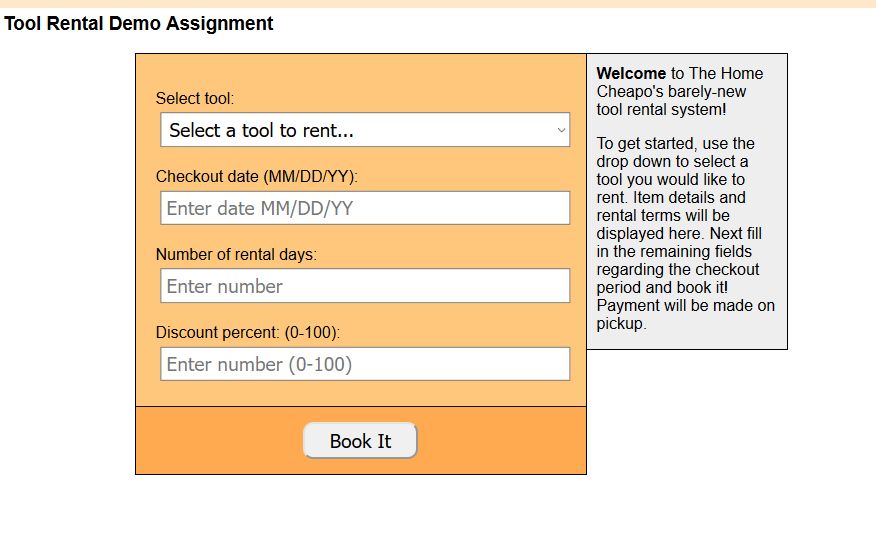 Tool Rental Demo Assignment
Select tool:
Select a tool to rent...
Checkout date (MM/DD/YY):
Enter date MM/DD/YY
Number of rental days:
Enter number
Discount percent: (0-100):
Enter number (0-100)
Book It
Welcome to The Home
Cheapo's barely-new
tool rental system!
To get started, use the
drop down to select a
tool you would like to
rent. Item details and
rental terms will be
displayed here. Next fill
in the remaining fields
regarding the checkout
period and book it!
Payment will be made on
pickup.